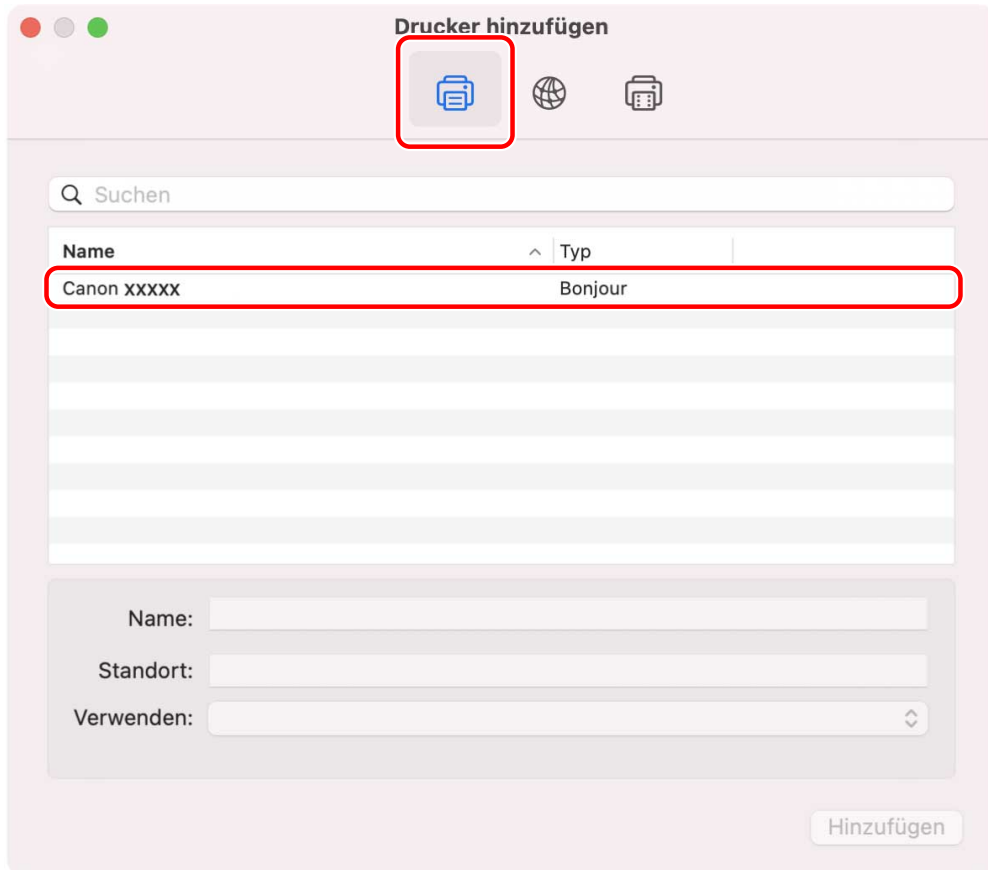 Drucker hinzufügen
Suchen
Name Typ
Canon xxxxx Bonjour
Name:
Standort:
Verwenden:
Hinzufügen